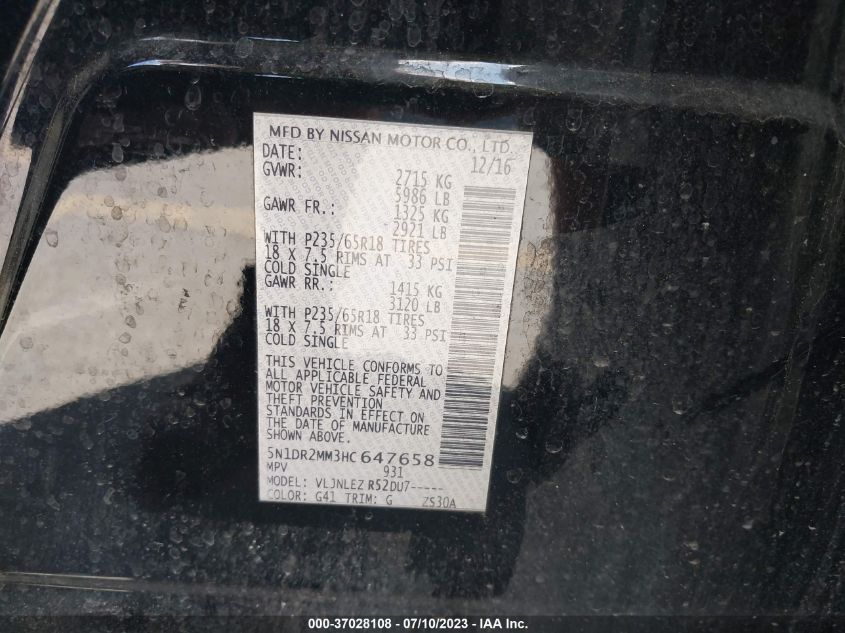 MFD BY NISSAN MOTOR CO., LTD.
DATE: 12/16
GVWR: 2715 KG
5986 LB
GAWR FR.: 1325 KG
2921 LB
WITH P235/65R18 TIRES
18 X 7.5 RIMS AT 33 PSI
COLD SINGLE
GAWR RR.: 1415 KG
3120 LB
WITH P235/65R18 TIRES
18 X 7.5 RIMS AT 33 PSI
COLD SINGLE
THIS VEHICLE CONFORMS TO
ALL APPLICABLE FEDERAL
MOTOR VEHICLE SAFETY AND
THEFT PREVENTION
STANDARDS IN EFFECT ON
THE DATE OF MANUFACTURE
SHOWN ABOVE.
5N1DR2MM3HC647658
MPV 931
MODEL: VLJNLEZ R52DU7-----
COLOR: G41 TRIM: G ZS30A
000-37028108 - 07/10/2023 - IAA Inc.